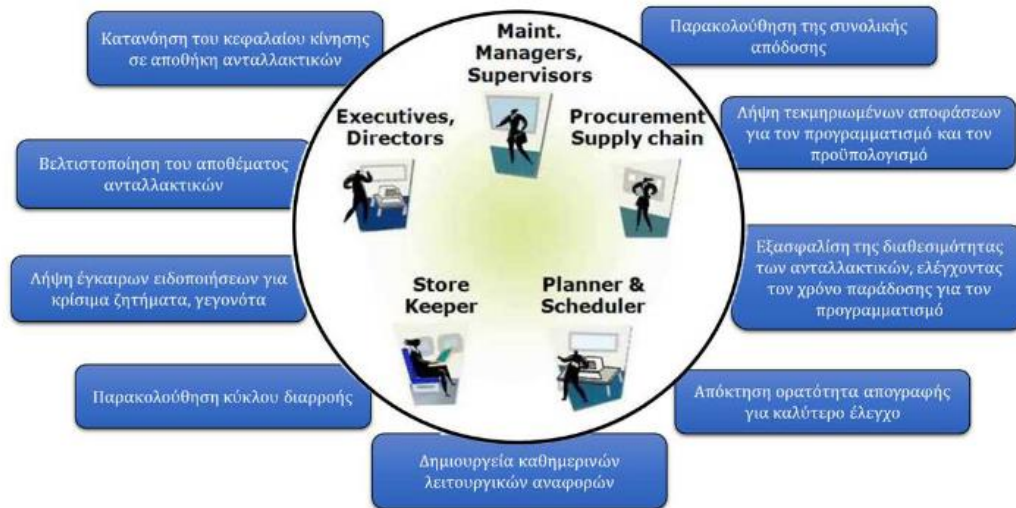 Κατανόηση του κεφαλαίου κίνησης
σε αποθήκη ανταλλακτικών
Βελτιστοποίηση του αποθέματος
ανταλλακτικών
Λήψη έγκαιρων ειδοποιήσεων για
κρίσιμα ζητήματα, γεγονότα
Παρακολούθηση κύκλου διαρροής
Maint.
Managers,
Supervisors
Executives,
Directors
Procurement
Supply chain
Store
Keeper
Planner &
Scheduler
Παρακολούθηση της συνολικής
απόδοσης
Λήψη τεκμηριωμένων αποφάσεων
για τον προγραμματισμό και τον
προϋπολογισμό
Εξασφαλίση της διαθεσιμότητας
των ανταλλακτικών, ελέγχοντας
τον χρόνο παράδοσης για τον
προγραμματισμό
Απόκτηση ορατότητα απογραφής
για καλύτερο έλεγχο
Δημιουργεία καθημερινών
λειτουργικών αναφορών